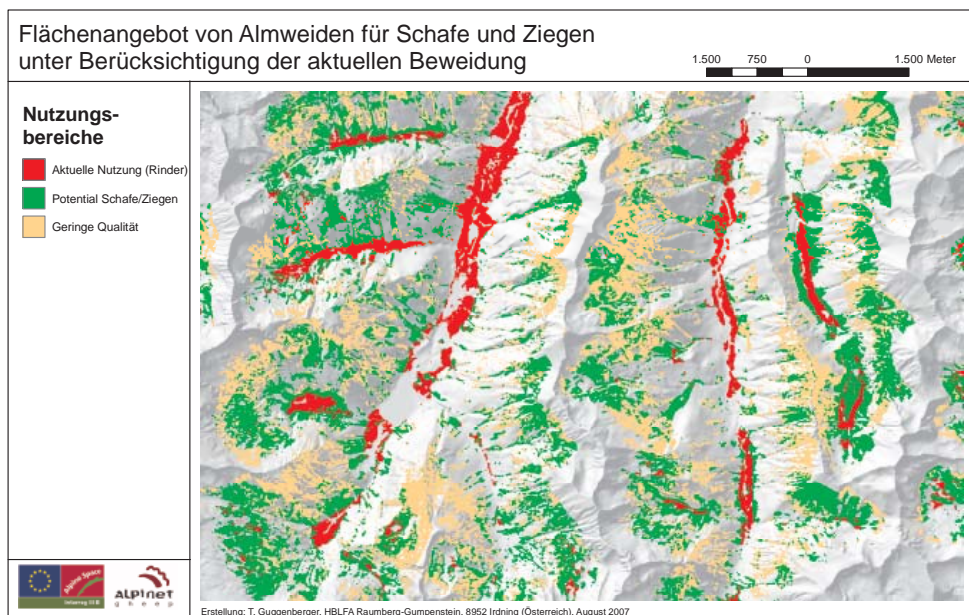 Flächenangebot von Almweiden für Schafe und Ziegen
unter Berücksichtigung der aktuellen Beweidung
1.500 750 0 1.500 Meter
Nutzungs-
bereiche
Aktuelle Nutzung (Rinder)
Potential Schafe/Ziegen
Geringe Qualität
Alpine Space
Interreg III B
ALPINET
gheep
Erstellung: T. Guggenberger, HBLFA Raumberg-Gumpenstein, 8952 Irdning (Österreich), August 2007